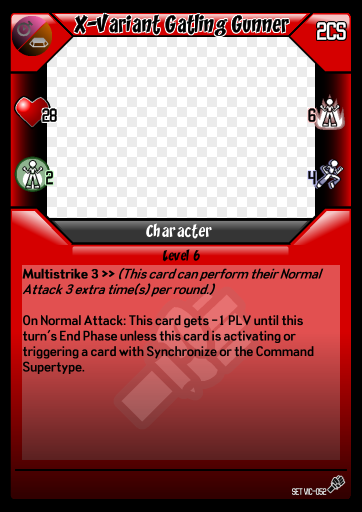 X-Variant Gatling Gunner
2CS
28
6
2
4
Character
Level 6
Multistrike 3 >> (This card can perform their Normal
Attack 3 extra time(s) per round.)
On Normal Attack: This card gets -1 PLV until this
turn's End Phase unless this card is activating or
triggering a card with Synchronize or the Command
Supertype.
SET VIC-052